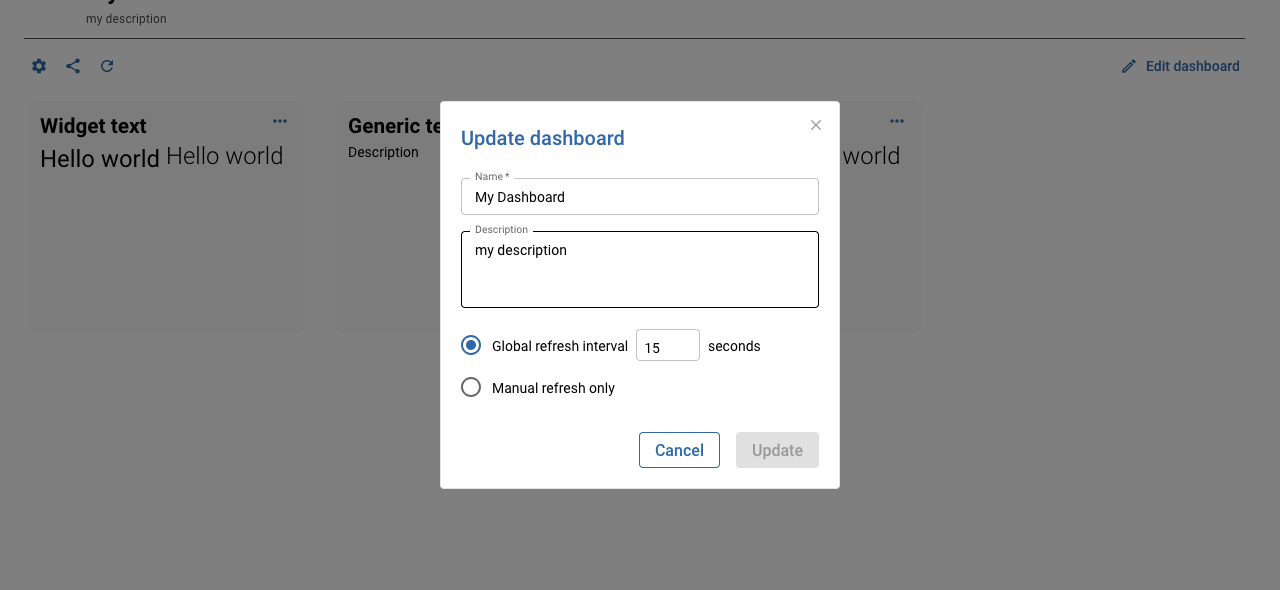 my description
Edit dashboard
Widget text
Hello world Hello world
Generic te
Description
world
Update dashboard
Name *
My Dashboard
Description
my description
Global refresh interval 15 seconds
Manual refresh only
Cancel Update